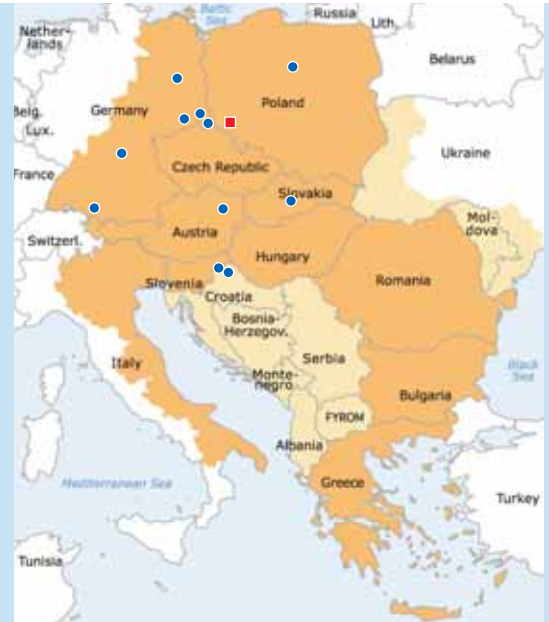 Baltic
Sea
Russia
Lith.
Nether-
lands
Belarus
Germany
Poland
Belg.
Lux.
Ukraine
Czech Republic
France
Slovakia
Mol-
dova
Austria
Switzerl.
Hungary
Romania
Slovenia
Croatia
Bosnia-
Herzegov.
Serbia
Italy
Black
Sea
Monte-
negro
Bulgaria
FYROM
Albania
Mediterranean Sea
Greece
Turkey
Tunisia